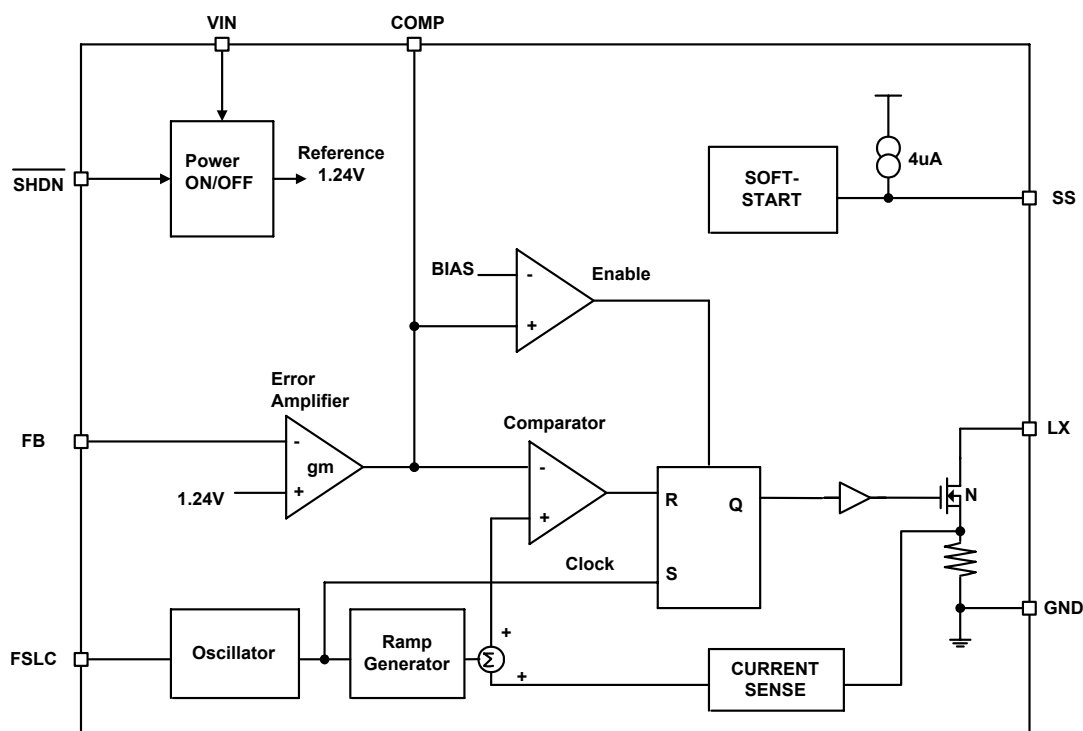 VIN
COMP
SHDN
Power
ON/OFF
Reference
1.24V
4uA
SOFT-
START
SS
BIAS
-
+
Enable
Error
Amplifier
FB
-
gm
+
1.24V
Comparator
-
+
R
Q
S
Clock
LX
N
GND
FSLC
Oscillator
Ramp
Generator
+
Σ
+
CURRENT
SENSE